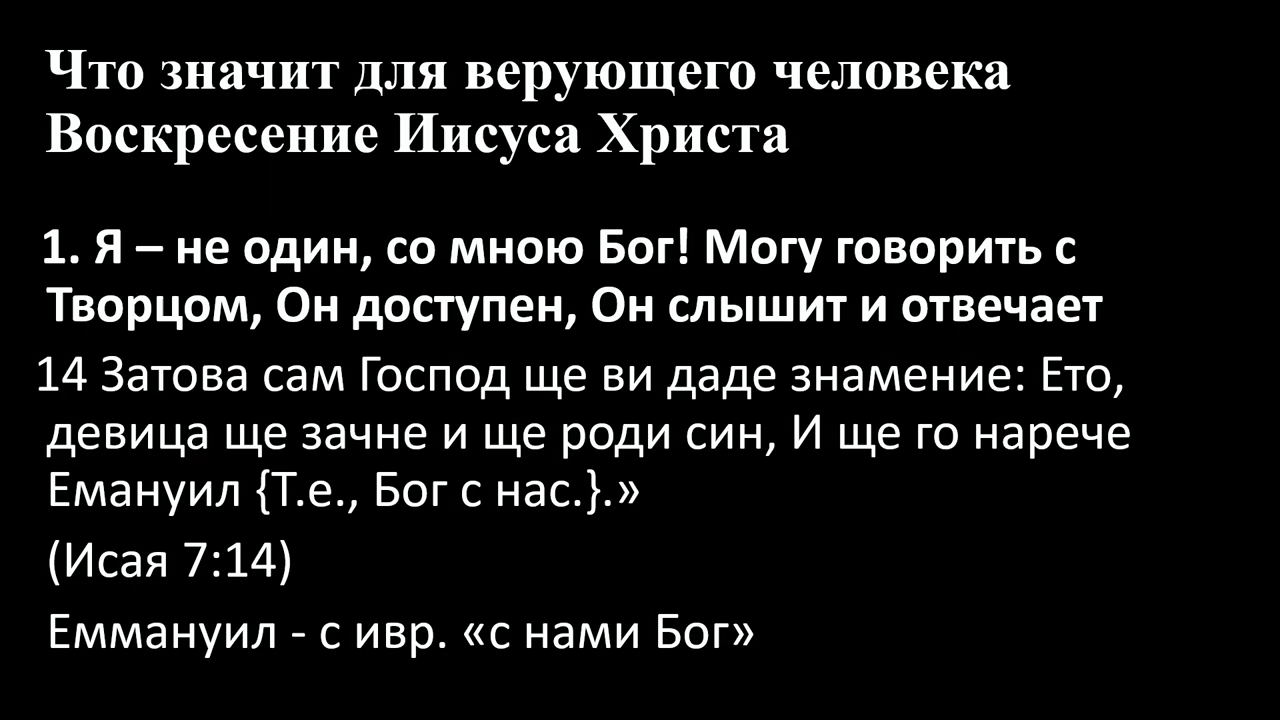 Что значит для верующего человека
Воскресение Иисуса Христа
1. Я – не один, со мною Бог! Могу говорить с
Творцом, Он доступен, Он слышит и отвечает
14 Затова сам Господ ще ви даде знамение: Ето,
девица ще зачне и ще роди син, И ще го нарече
Емануил {Т.е., Бог с нас.}.»
(Исая 7:14)
Еммануил - с ивр. «с нами Бог»